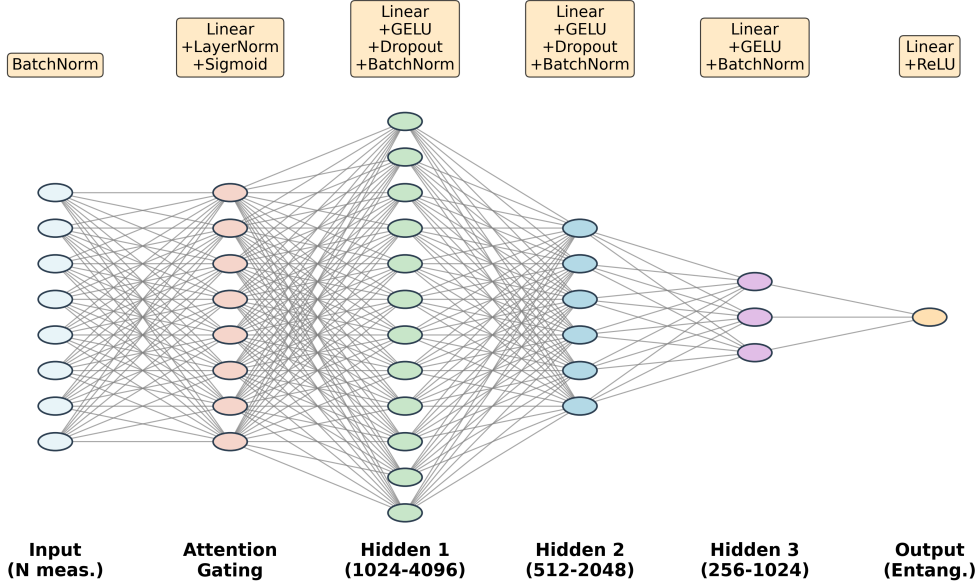 BatchNorm
Linear
+LayerNorm
+Sigmoid
Linear
+GELU
+Dropout
+BatchNorm
Linear
+GELU
+Dropout
+BatchNorm
Linear
+GELU
+BatchNorm
Linear
+ReLU
Input
(N meas.)
Attention
Gating
Hidden 1
(1024-4096)
Hidden 2
(512-2048)
Hidden 3
(256-1024)
Output
(Entang.)